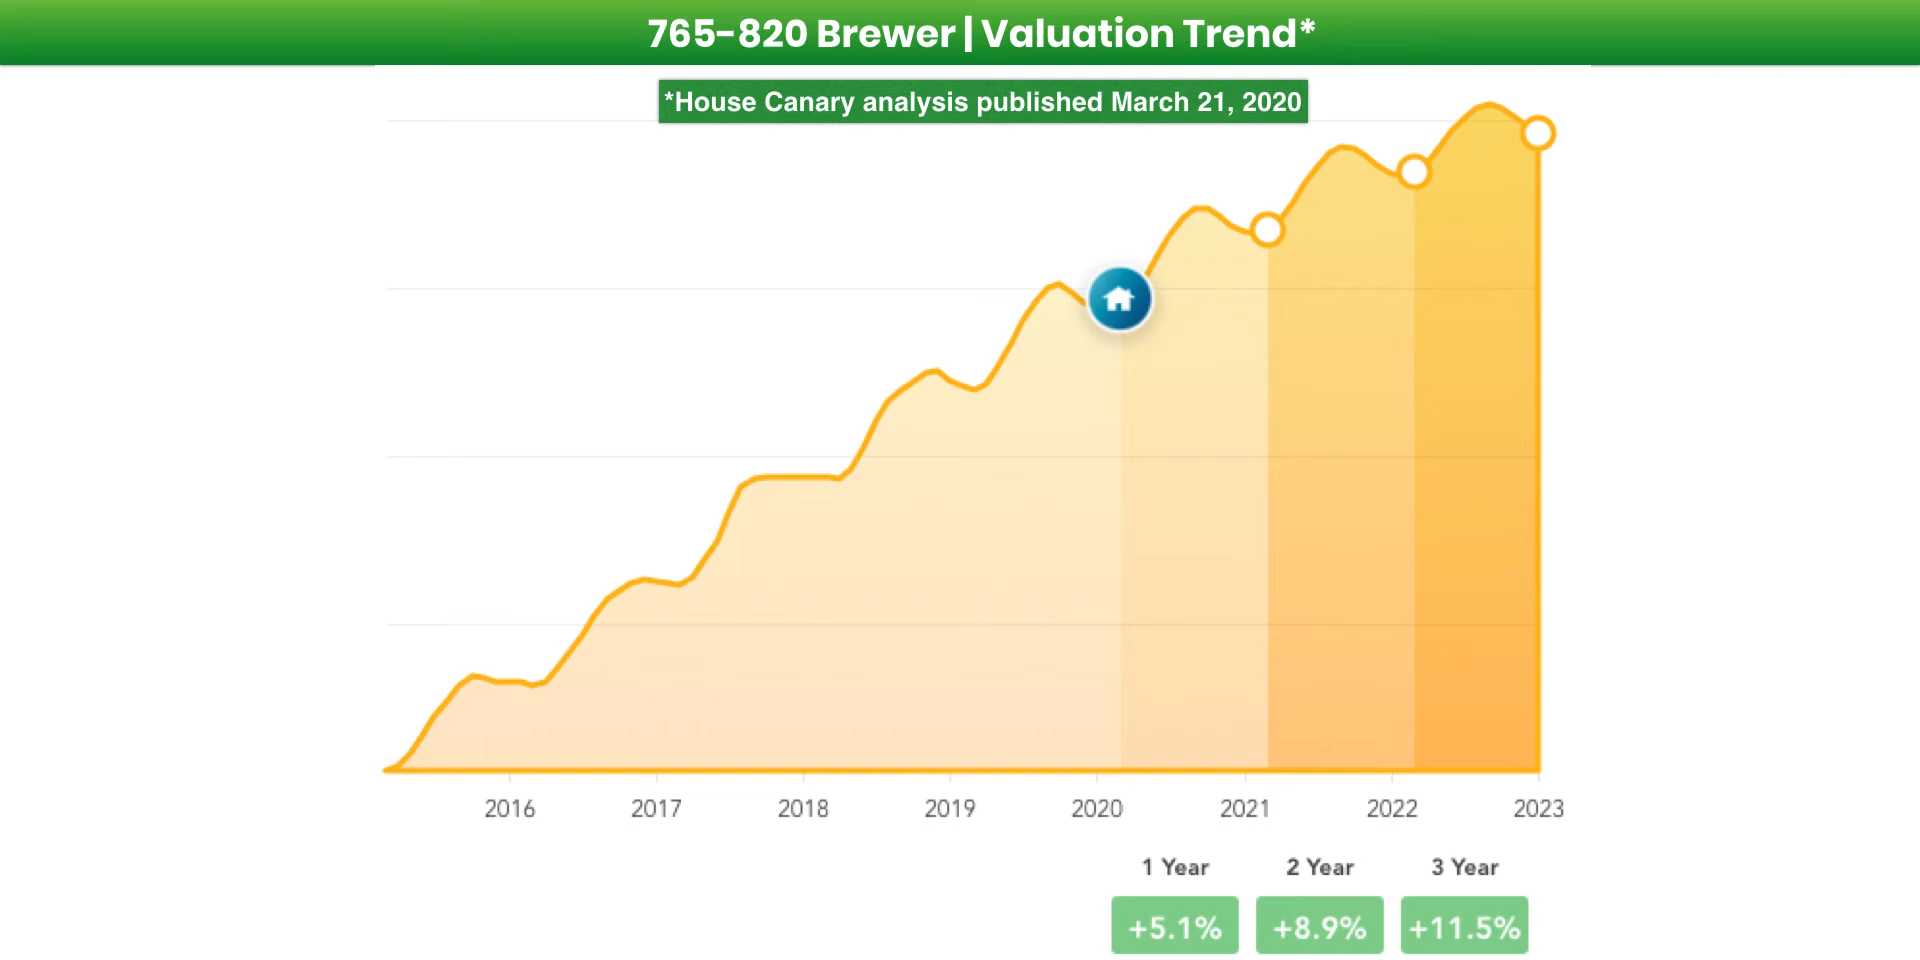 765-820 Brewer | Valuation Trend*
*House Canary analysis published March 21, 2020
2016 2017 2018 2019 2020 2021 2022 2023
1 Year 2 Year 3 Year
+5.1% +8.9% +11.5%